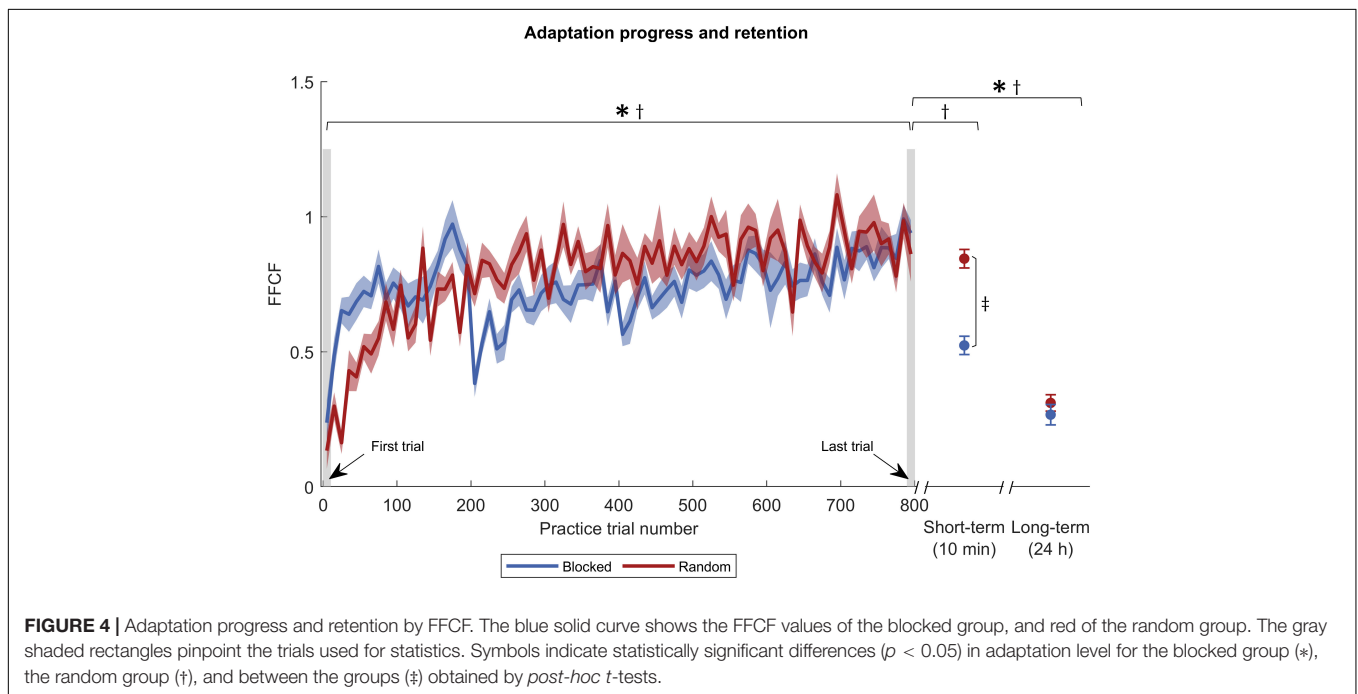 Adaptation progress and retention
1.5
1
0.5
0
FFCF
* †
†
* †
‡
First trial
Last trial
0 100 200 300 400 500 600 700 800
Practice trial number
Short-term Long-term
(10 min) (24 h)
Blocked Random
FIGURE 4 | Adaptation progress and retention by FFCF. The blue solid curve shows the FFCF values of the blocked group, and red of the random group. The gray
shaded rectangles pinpoint the trials used for statistics. Symbols indicate statistically significant differences (p < 0.05) in adaptation level for the blocked group (∗),
the random group (†), and between the groups (‡) obtained by post-hoc t-tests.